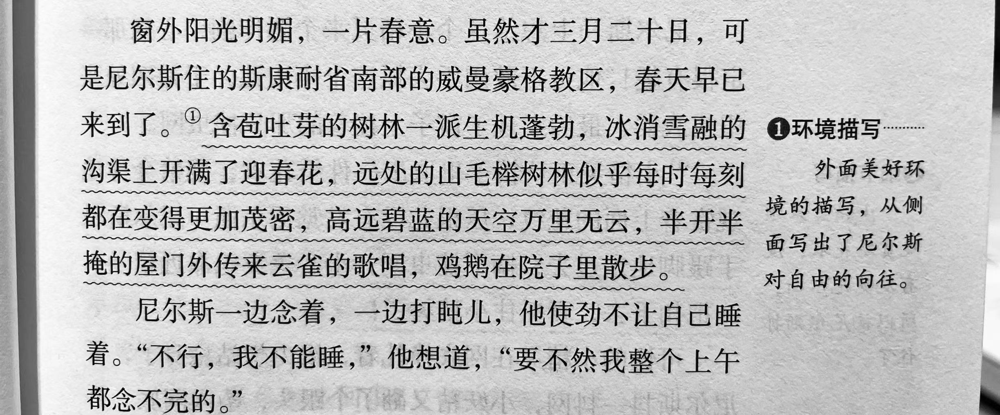 窗外阳光明媚，一片春意。虽然才三月二十日，可
是尼尔斯住的斯康耐省南部的威曼豪格教区，春天早已
来到了。①含苞吐芽的树林一派生机蓬勃，冰消雪融的
沟渠上开满了迎春花，远处的山毛榉树林似乎每时每刻
都在变得更加茂密，高远碧蓝的天空万里无云，半开半
掩的屋门外传来云雀的歌唱，鸡鹅在院子里散步。
尼尔斯一边念着，一边打盹儿，他使劲不让自己睡
着。“不行，我不能睡，”他想道，“要不然我整个上午
都念不完的。”
❶环境描写…………
外面美好环
境的描写，从侧
面写出了尼尔斯
对自由的向往。